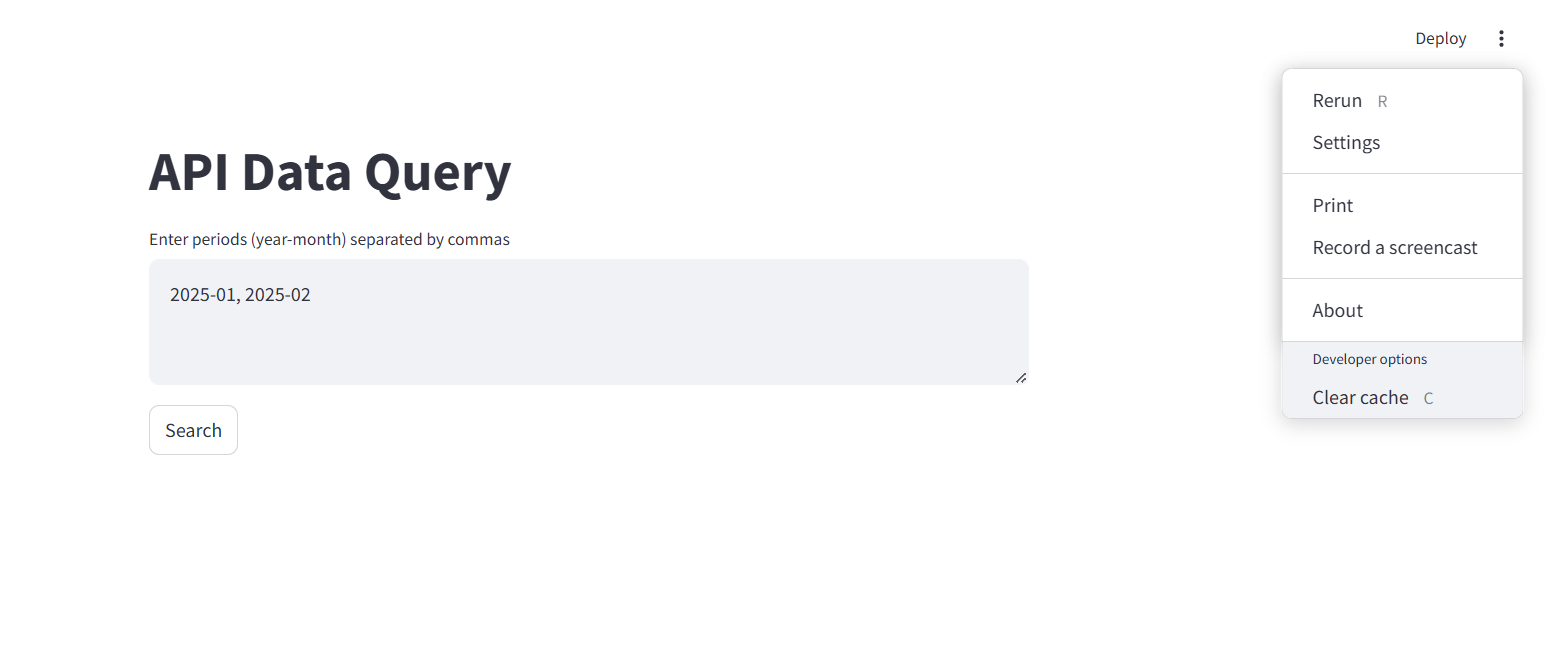 Deploy
Rerun R
Settings
Print
Record a screencast
About
Developer options
Clear cache C
API Data Query
Enter periods (year-month) separated by commas
2025-01, 2025-02
Search